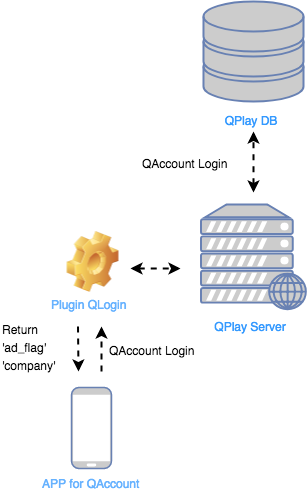 QPlay DB
QAccount Login
Plugin QLogin
QPlay Server
Return
'ad_flag'
'company'
QAccount Login
APP for QAccount